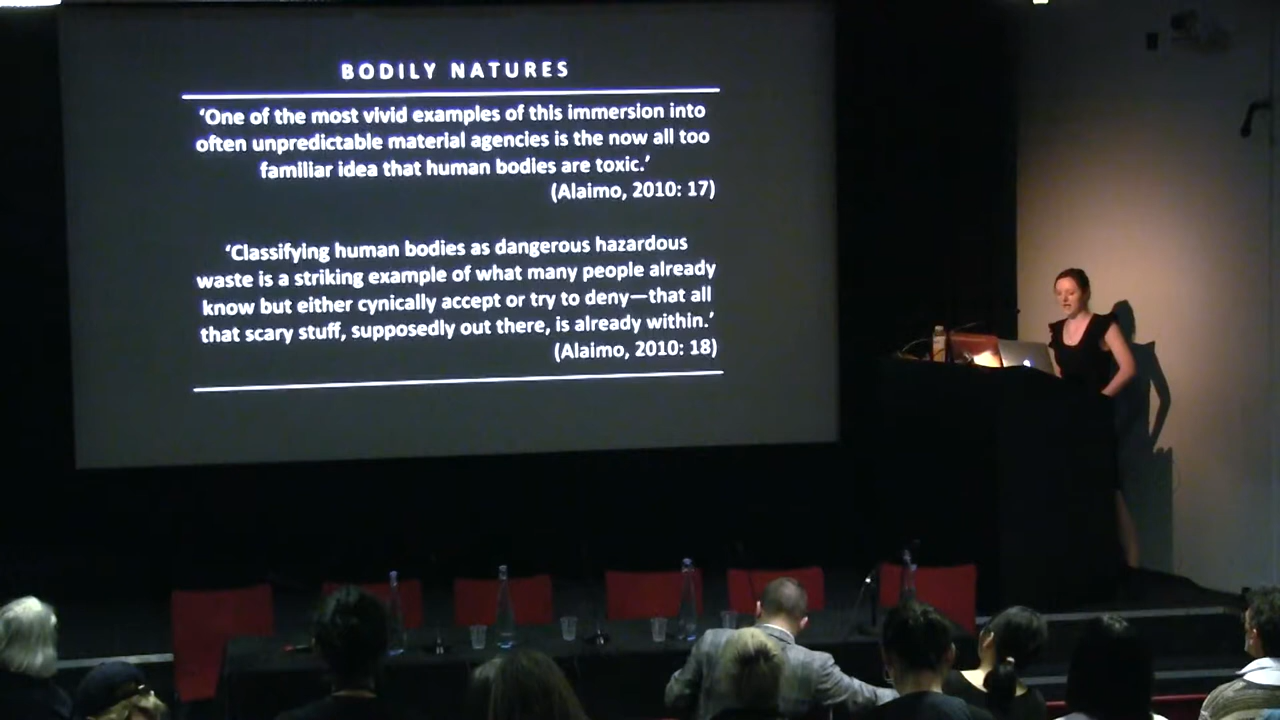 BODILY NATURES
‘One of the most vivid examples of this immersion into
often unpredictable material agencies is the now all too
familiar idea that human bodies are toxic.’
(Alaimo, 2010: 17)
‘Classifying human bodies as dangerous hazardous
waste is a striking example of what many people already
know but either cynically accept or try to deny—that all
that scary stuff, supposedly out there, is already within.’
(Alaimo, 2010: 18)